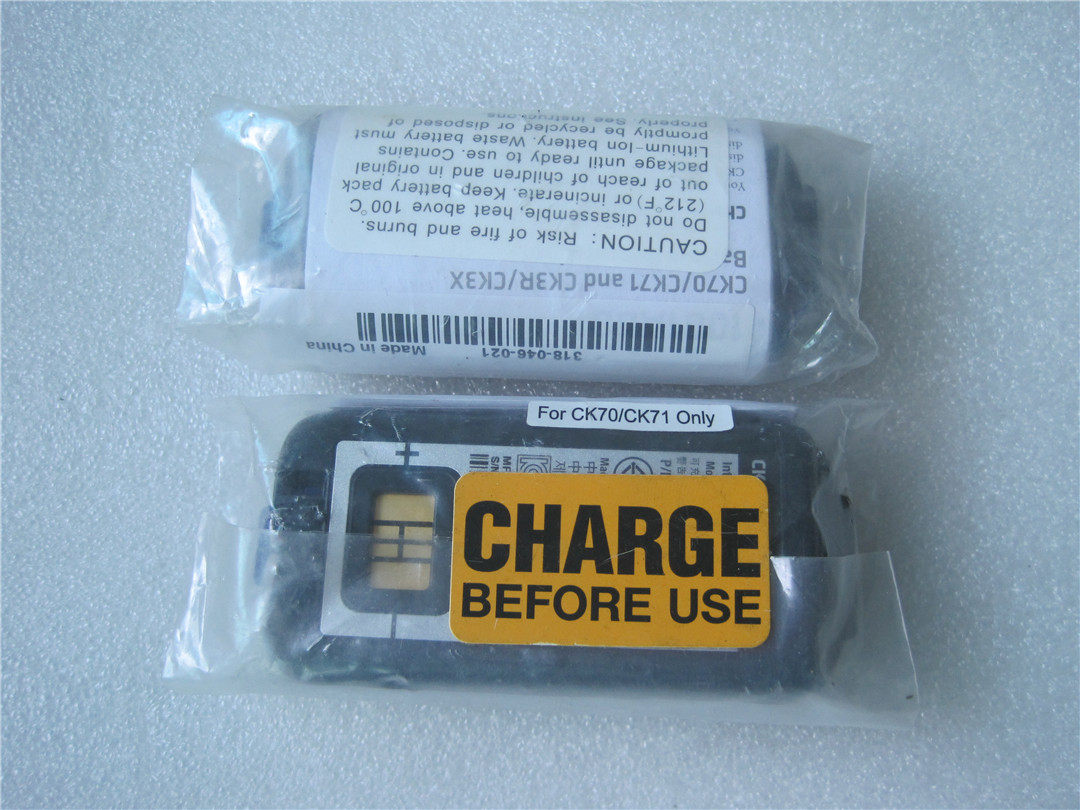 properly. See instructions
promptly be recycled or disposed of
Lithium-Ion battery. Waste battery must
package until ready to use. Contains
out of reach of children and in original
(212°F) or incinerate. Keep battery pack
Do not disassemble, heat above 100°C
CAUTION: Risk of fire and burns.
CK70/CK71 and CK3R/CK3X
318-046-021
Made in China
For CK70/CK71 Only
+
CK
P/
MF
S/N
CHARGE
BEFORE USE